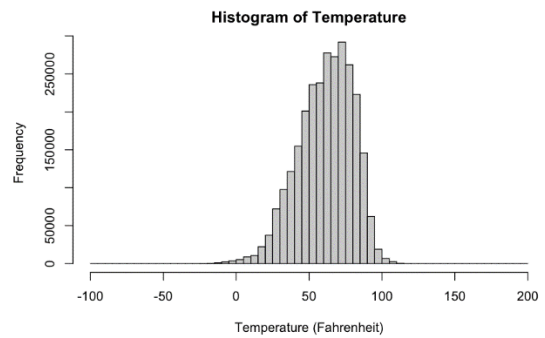 Histogram of Temperature
Frequency
250000
150000
50000
0
-100 -50 0 50 100 150 200
Temperature (Fahrenheit)